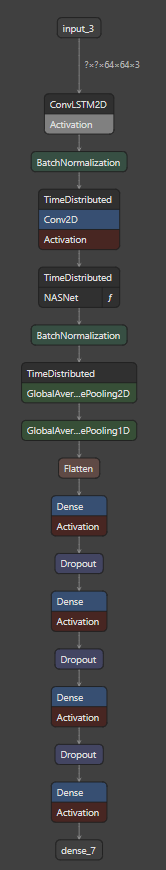 input_3
?×?×64×64×3
ConvLSTM2D
Activation
BatchNormalization
TimeDistributed
Conv2D
Activation
TimeDistributed
NASNet f
BatchNormalization
TimeDistributed
GlobalAver…ePooling2D
GlobalAver…ePooling1D
Flatten
Dense
Activation
Dropout
Dense
Activation
Dropout
Dense
Activation
Dropout
Dense
Activation
dense_7